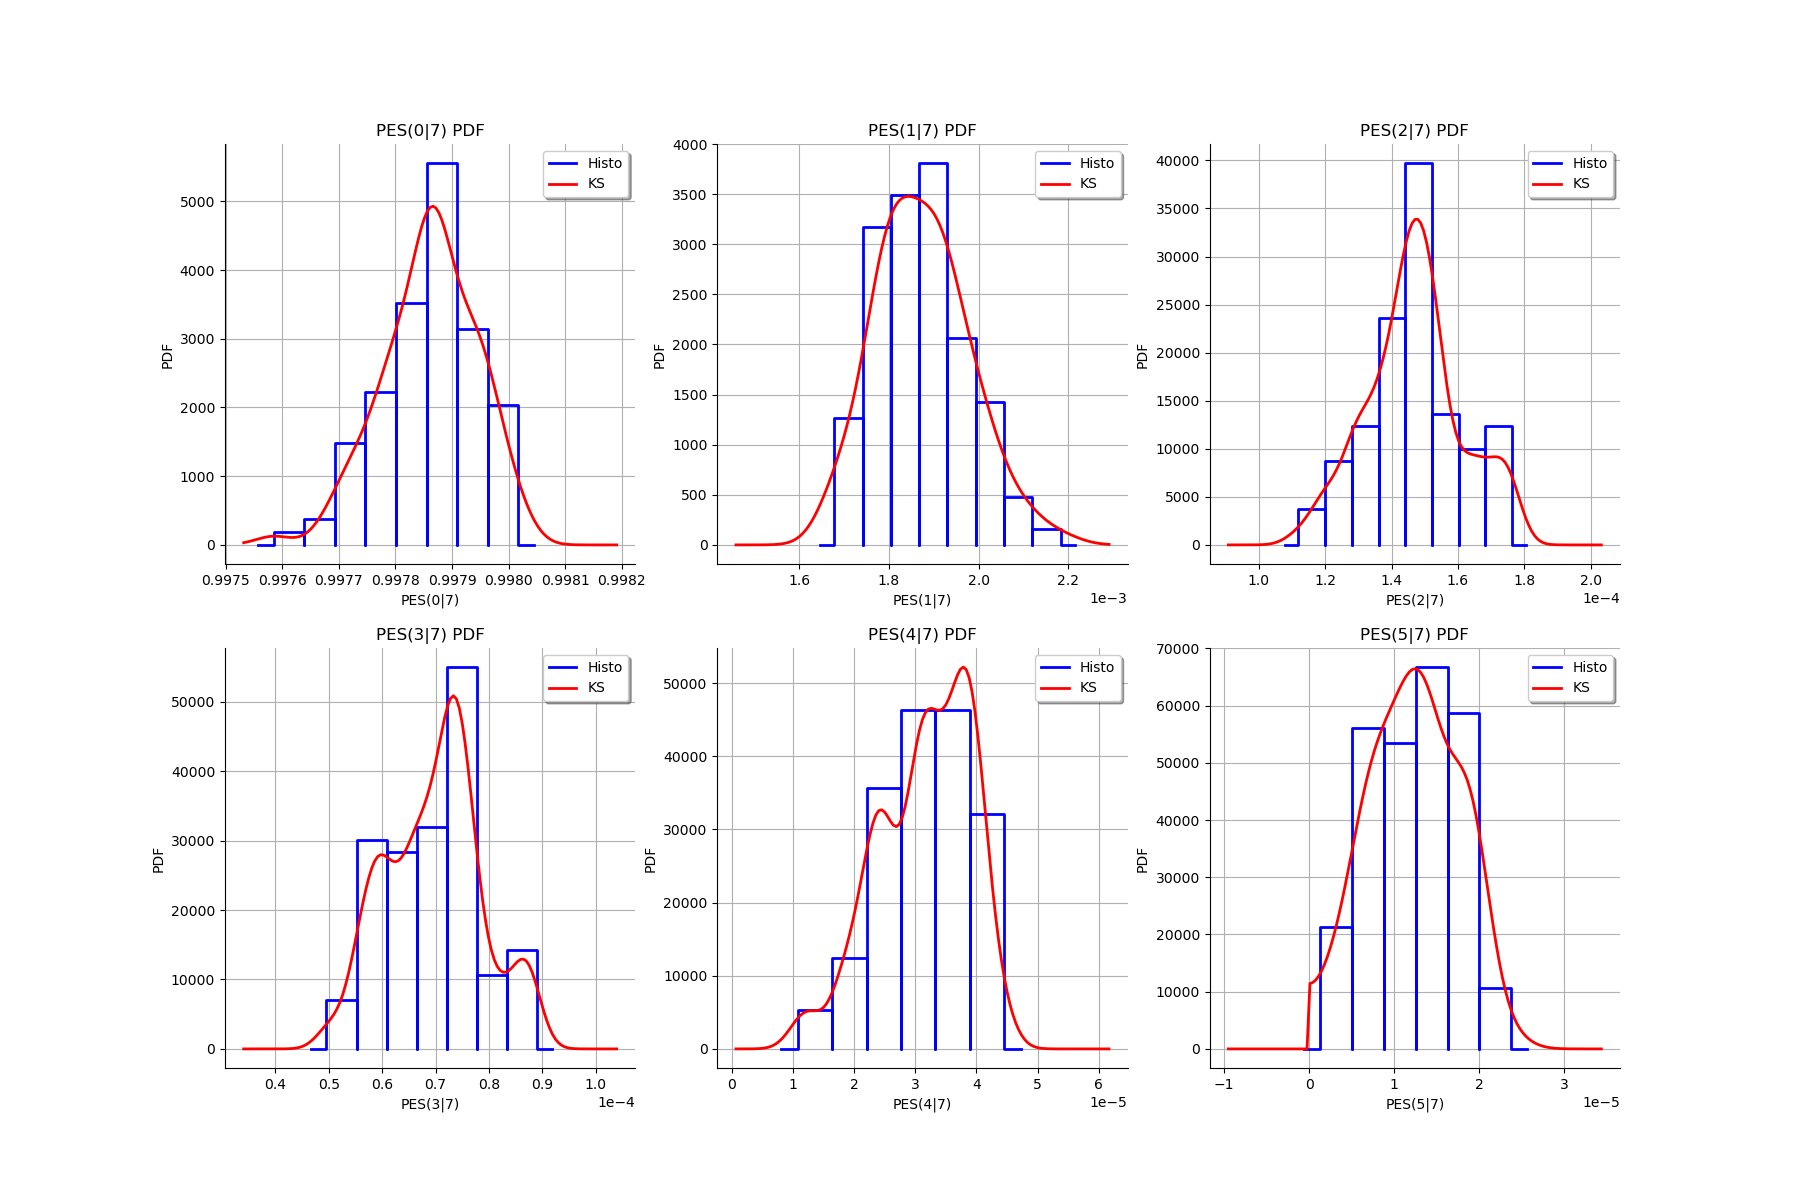 PES(0|7) PDF
PDF
5000
4000
3000
2000
1000
0
0.9975 0.9976 0.9977 0.9978 0.9979 0.9980 0.9981 0.9982
PES(0|7)
Histo
KS
PES(1|7) PDF
PDF
4000
3500
3000
2500
2000
1500
1000
500
0
1.6 1.8 2.0 2.2
PES(1|7)
1e−3
Histo
KS
PES(2|7) PDF
PDF
40000
35000
30000
25000
20000
15000
10000
5000
0
1.0 1.2 1.4 1.6 1.8 2.0
PES(2|7)
1e−4
Histo
KS
PES(3|7) PDF
PDF
50000
40000
30000
20000
10000
0
0.4 0.5 0.6 0.7 0.8 0.9 1.0
PES(3|7)
1e−4
Histo
KS
PES(4|7) PDF
PDF
50000
40000
30000
20000
10000
0
0 1 2 3 4 5 6
PES(4|7)
1e−5
Histo
KS
PES(5|7) PDF
PDF
70000
60000
50000
40000
30000
20000
10000
0
−1 0 1 2 3
PES(5|7)
1e−5
Histo
KS